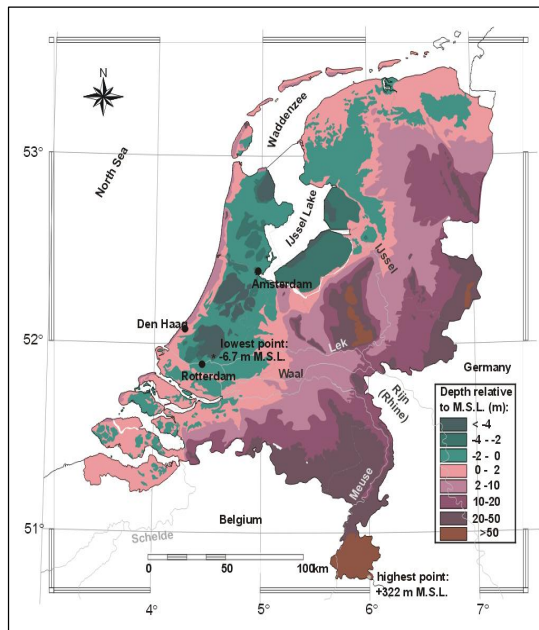 N
North Sea
Waddenzee
53°
IJssel Lake
IJssel
Amsterdam
Den Haag
52°
lowest point:
* -6.7 m M.S.L.
Rotterdam
Lek
Waal
Germany
Rijn
(Rhine)
Depth relative
to M.S.L. (m):
< -4
-4 - -2
-2 - 0
0 - 2
2 -10
10-20
20-50
>50
Meuse
51°
Belgium
Schelde
0 50 100km
highest point:
+322 m M.S.L.
4° 5° 6° 7°